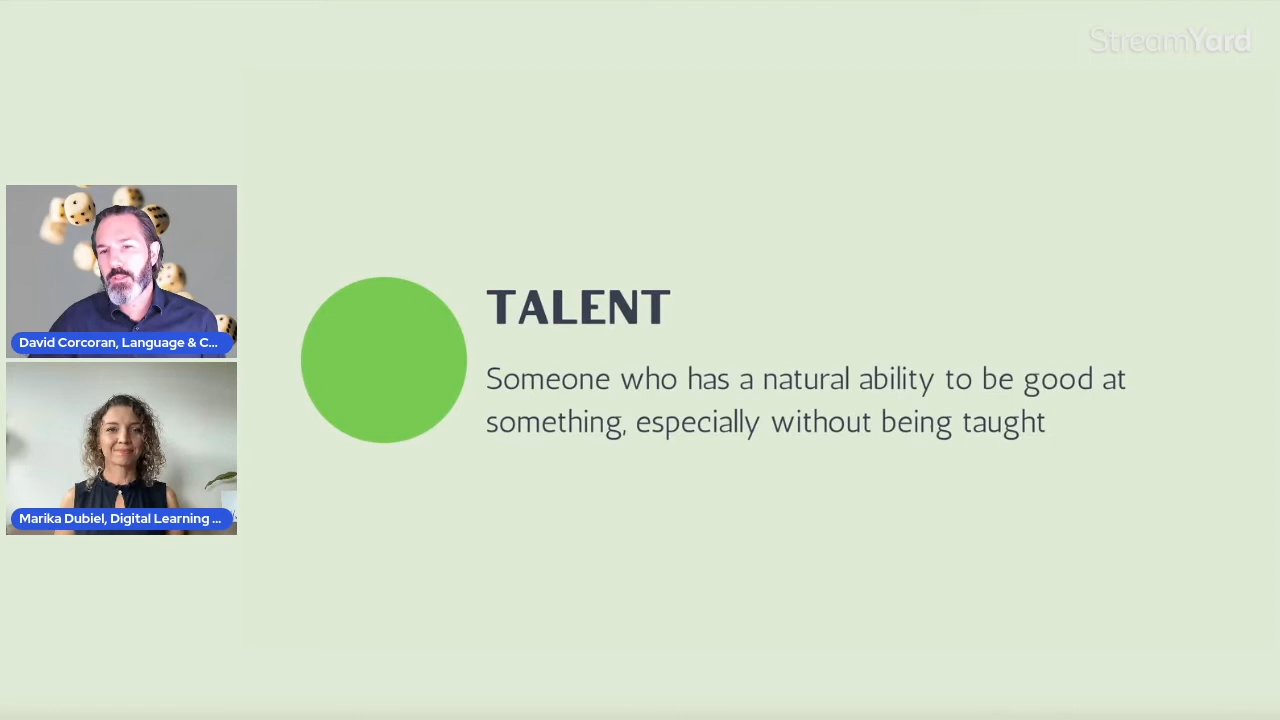 StreamYard
TALENT
Someone who has a natural ability to be good at
something, especially without being taught
David Corcoran, Language & C...
Marika Dubiel, Digital Learning ...